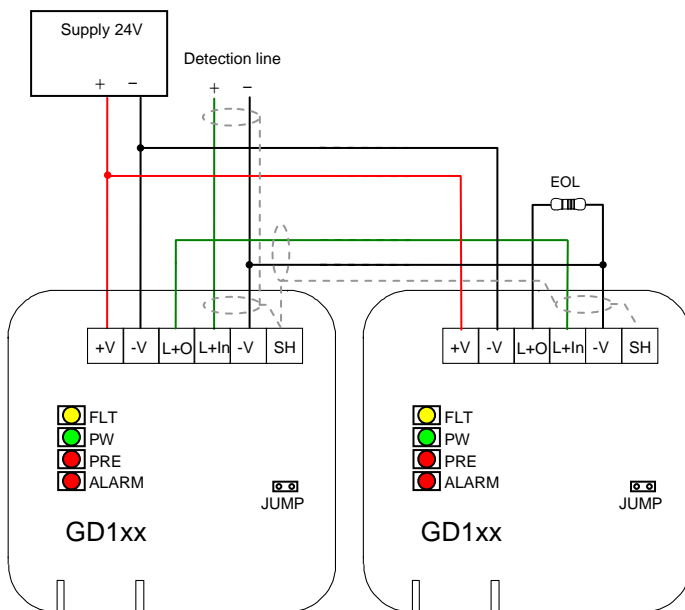 Supply 24V
+ −
Detection line
+ −
EOL
+V -V L+O L+In -V SH
+V -V L+O L+In -V SH
FLT
PW
PRE
ALARM
JUMP
GD1xx
FLT
PW
PRE
ALARM
JUMP
GD1xx